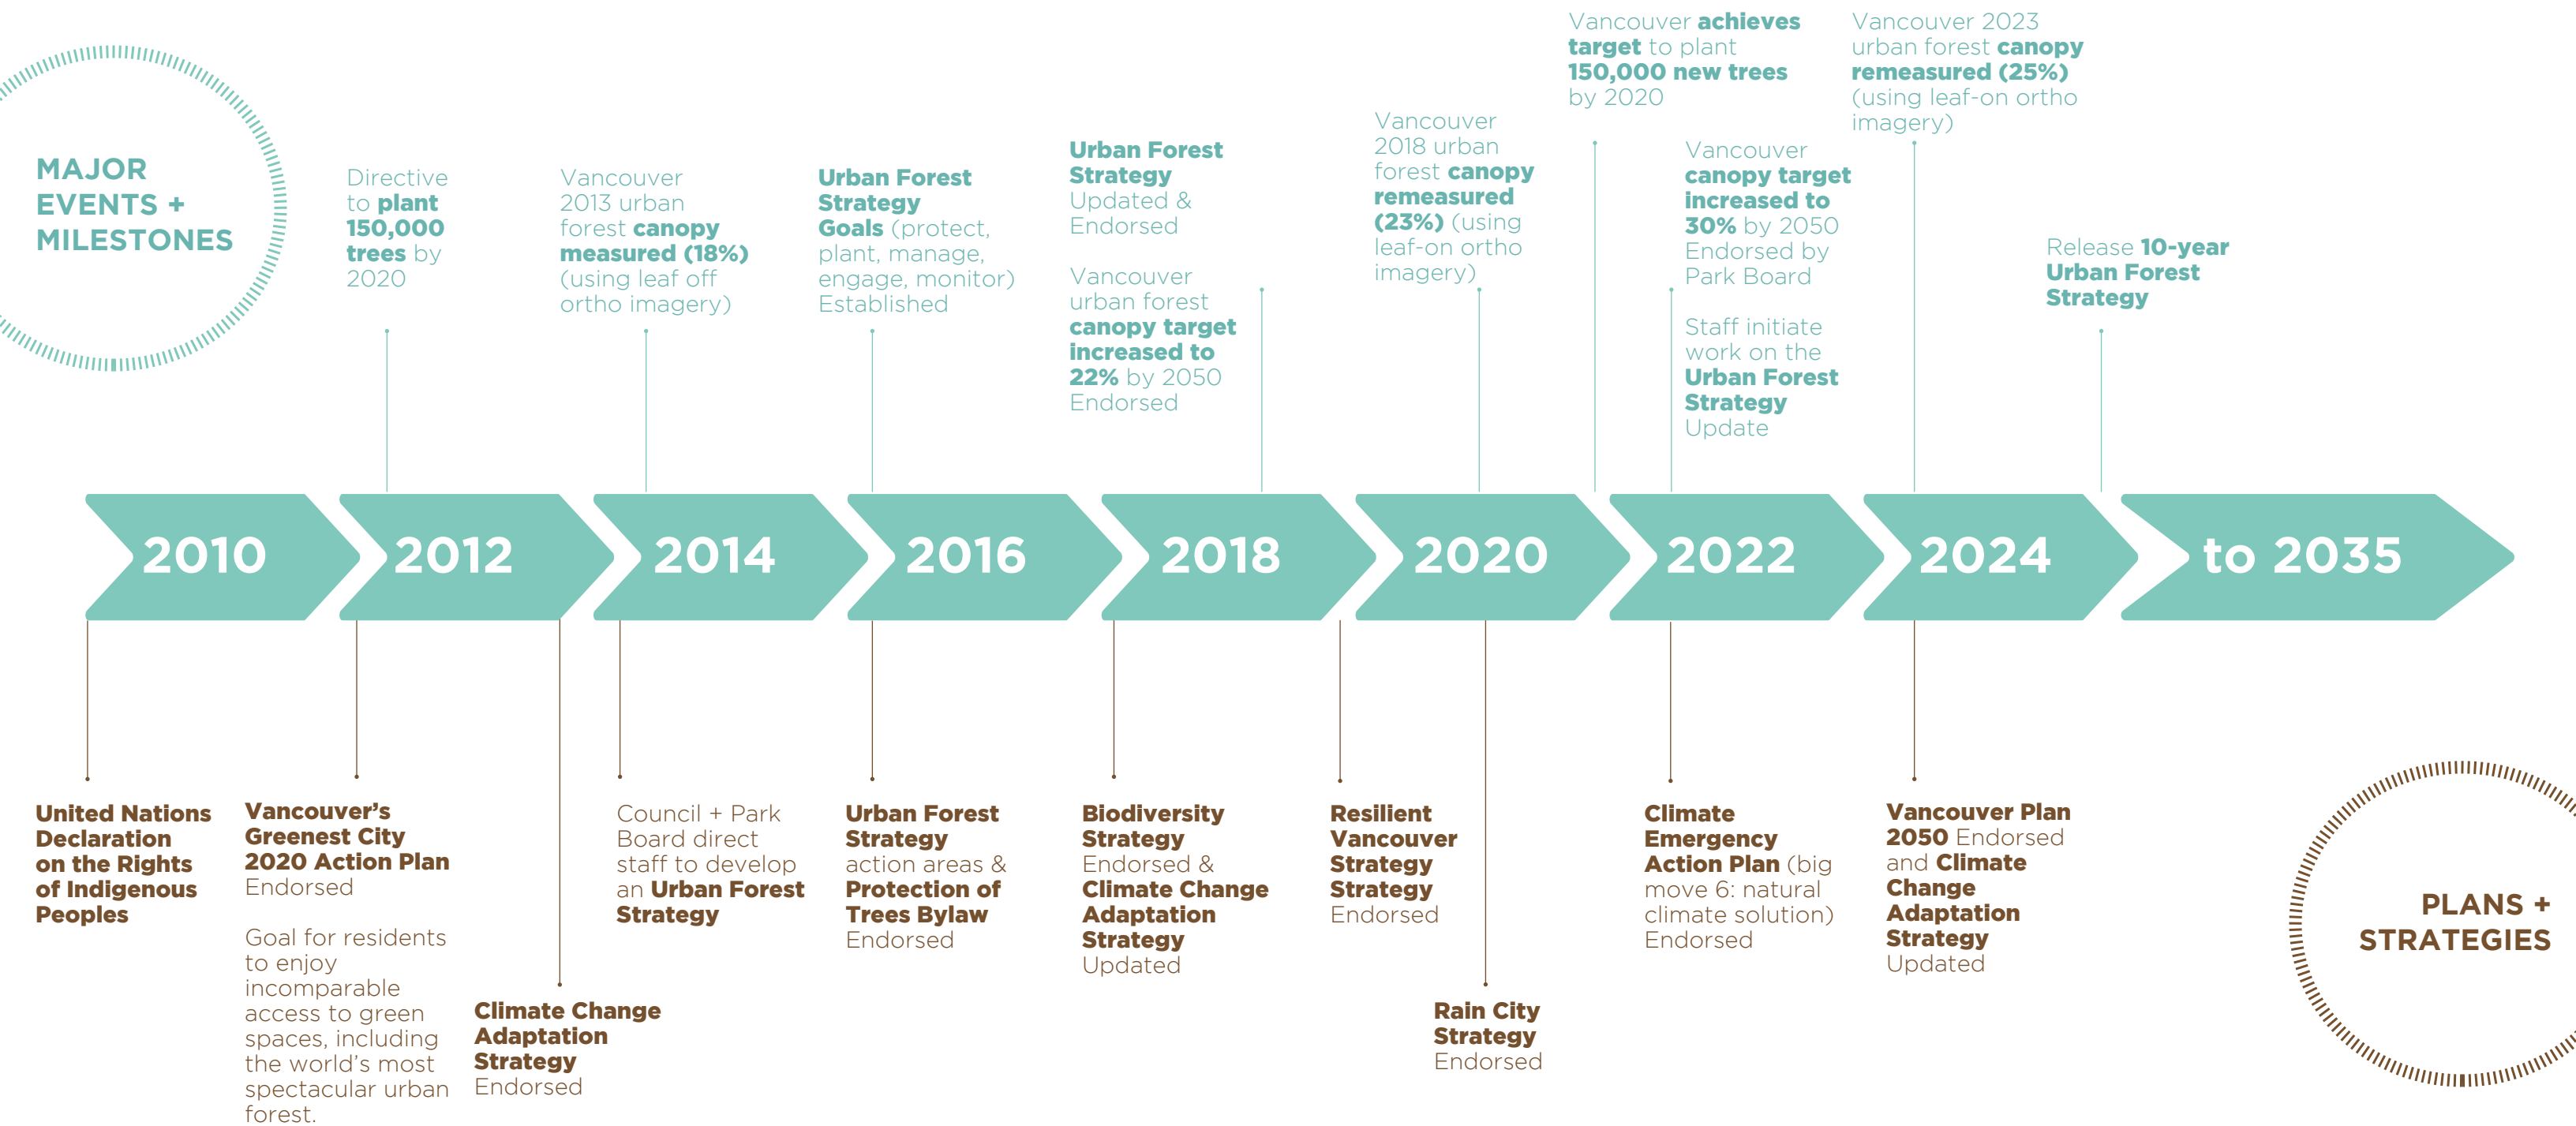 MAJOR
EVENTS +
MILESTONES
Directive
to plant
150,000
trees by
2020
Vancouver
2013 urban
forest canopy
measured (18%)
(using leaf off
ortho imagery)
Urban Forest
Strategy
Goals (protect,
plant, manage,
engage, monitor)
Established
Urban Forest
Strategy
Updated &
Endorsed
Vancouver
urban forest
canopy target
increased to
22% by 2050
Endorsed
Vancouver
2018 urban
forest canopy
remeasured
(23%) (using
leaf-on ortho
imagery)
Vancouver achieves
target to plant
150,000 new trees
by 2020
Vancouver
canopy target
increased to
30% by 2050
Endorsed by
Park Board
Staff initiate
work on the
Urban Forest
Strategy
Update
Vancouver 2023
urban forest canopy
remeasured (25%)
(using leaf-on ortho
imagery)
Release 10-year
Urban Forest
Strategy
2010
2012
2014
2016
2018
2020
2022
2024
to 2035
United Nations
Declaration
on the Rights
of Indigenous
Peoples
Vancouver's
Greenest City
2020 Action Plan
Endorsed
Goal for residents
to enjoy
incomparable
access to green
spaces, including
the world's most
spectacular urban
forest.
Climate Change
Adaptation
Strategy
Endorsed
Council + Park
Board direct
staff to develop
an Urban Forest
Strategy
Urban Forest
Strategy
action areas &
Protection of
Trees Bylaw
Endorsed
Biodiversity
Strategy
Endorsed &
Climate Change
Adaptation
Strategy
Updated
Resilient
Vancouver
Strategy
Strategy
Endorsed
Rain City
Strategy
Endorsed
Climate
Emergency
Action Plan (big
move 6: natural
climate solution)
Endorsed
Vancouver Plan
2050 Endorsed
and Climate
Change
Adaptation
Strategy
Updated
PLANS +
STRATEGIES